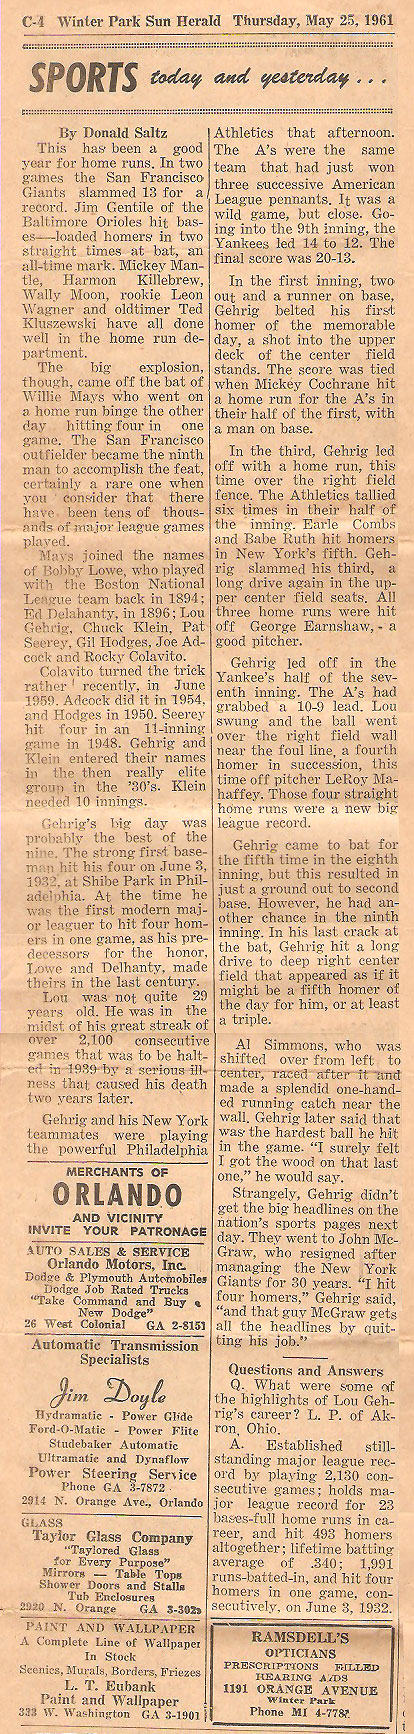 C-4 Winter Park Sun Herald Thursday, May 25, 1961
SPORTS today and yesterday . . .
By Donald Saltz
This has been a good
year for home runs. In two
games the San Francisco
Giants slammed 13 for a
record. Jim Gentile of the
Baltimore Orioles hit bas-
es—loaded homers in two
straight times at bat, an
all-time mark. Mickey Man-
tle, Harmon Killebrew,
Wally Moon, rookie Leon
Wagner and oldtimer Ted
Kluszewski have all done
well in the home run de-
partment.
The big explosion,
though, came off the bat of
Willie Mays who went on
a home run binge the other
day hitting four in one
game. The San Francisco
outfielder became the ninth
man to accomplish the feat,
certainly a rare one when
you consider that there
have been tens of thous-
ands of major league games
played.
Mays joined the names
of Bobby Lowe, who played
with the Boston National
League team back in 1894;
Ed Delahanty, in 1896; Lou
Gehrig, Chuck Klein, Pat
Seerey, Gil Hodges, Joe Ad-
cock and Rocky Colavito.
Colavito turned the trick
rather recently, in June
1959. Adcock did it in 1954,
and Hodges in 1950. Seerey
hit four in an 11-inning
game in 1948. Gehrig and
Klein entered their names
in the then really elite
group in the '30's. Klein
needed 10 innings.
Gehrig's big day was
probably the best of the
nine. The strong first base-
man hit his four on June 3,
1932, at Shibe Park in Phil-
adelphia. At the time he
was the first modern maj-
or leaguer to hit four hom-
ers in one game, as his pre-
decessors for the honor,
Lowe and Delhanty, made
theirs in the last century.
Lou was not quite 29
years old. He was in the
midst of his great streak of
over 2,100 consecutive
games that was to be halt-
ed in 1939 by a serious ill-
ness that caused his death
two years later.
Gehrig and his New York
teammates were playing
the powerful Philadelphia
MERCHANTS OF
ORLANDO
AND VICINITY
INVITE YOUR PATRONAGE
AUTO SALES & SERVICE
Orlando Motors, Inc.
Dodge & Plymouth Automobiles
Dodge Job Rated Trucks
"Take Command and Buy a
New Dodge"
26 West Colonial GA 2-8151
Automatic Transmission
Specialists
Jim Doyle
Hydramatic - Power Glide
Ford-O-Matic - Power Flite
Studebaker Automatic
Ultramatic and Dynaflow
Power Steering Service
Phone GA 3-7872
2914 N. Orange Ave., Orlando
GLASS
Taylor Glass Company
"Taylored Glass
for Every Purpose"
Mirrors — Table Tops
Shower Doors and Stalls
Tub Enclosures
2920 N. Orange GA 3-3029
PAINT AND WALLPAPER
A Complete Line of Wallpaper
In Stock
Scenics, Murals, Borders, Friezes
L. T. Eubank
Paint and Wallpaper
333 W. Washington GA 3-1901
Athletics that afternoon.
The A's were the same
team that had just won
three successive American
League pennants. It was a
wild game, but close. Go-
ing into the 9th inning, the
Yankees led 14 to 12. The
final score was 20-13.
In the first inning, two
out and a runner on base,
Gehrig belted his first
homer of the memorable
day, a shot into the upper
deck of the center field
stands. The score was tied
when Mickey Cochrane hit
a home run for the A's in
their half of the first, with
a man on base.
In the third, Gehrig led
off with a home run, this
time over the right field
fence. The Athletics tallied
six times in their half of
the inning. Earle Combs
and Babe Ruth hit homers
in New York's fifth. Geh-
rig slammed his third, a
long drive again in the up-
per center field seats. All
three home runs were hit
off George Earnshaw, - a
good pitcher.
Gehrig led off in the
Yankee's half of the sev-
enth inning. The A's had
grabbed a 10-9 lead. Lou
swung and the ball went
over the right field wall
near the foul line, a fourth
homer in succession, this
time off pitcher LeRoy Ma-
haffey. Those four straight
home runs were a new big
league record.
Gehrig came to bat for
the fifth time in the eighth
inning, but this resulted in
just a ground out to second
base. However, he had an-
other chance in the ninth
inning. In his last crack at
the bat, Gehrig hit a long
drive to deep right center
field that appeared as if it
might be a fifth homer of
the day for him, or at least
a triple.
Al Simmons, who was
shifted over from left to
center, raced after it and
made a splendid one-hand-
ed running catch near the
wall. Gehrig later said that
was the hardest ball he hit
in the game. "I surely felt
I got the wood on that last
one," he would say.
Strangely, Gehrig didn't
get the big headlines on the
nation's sports pages next
day. They went to John Mc-
Graw, who resigned after
managing the New York
Giants for 30 years. "I hit
four homers," Gehrig said,
"and that guy McGraw gets
all the headlines by quit-
ting his job."
Questions and Answers
Q. What were some of
the highlights of Lou Geh-
rig's career? L. P. of Ak-
ron, Ohio.
A. Established still-
standing major league rec-
ord by playing 2,130 con-
secutive games; holds ma-
jor league record for 23
bases-full home runs in ca-
reer, and hit 493 homers
altogether; lifetime batting
average of .340; 1,991
runs-batted-in, and hit four
homers in one game, con-
secutively, on June 3, 1932.
RAMSDELL'S
OPTICIANS
PRESCRIPTIONS FILLED
HEARING AIDS
1191 ORANGE AVENUE
Winter Park
Phone MI